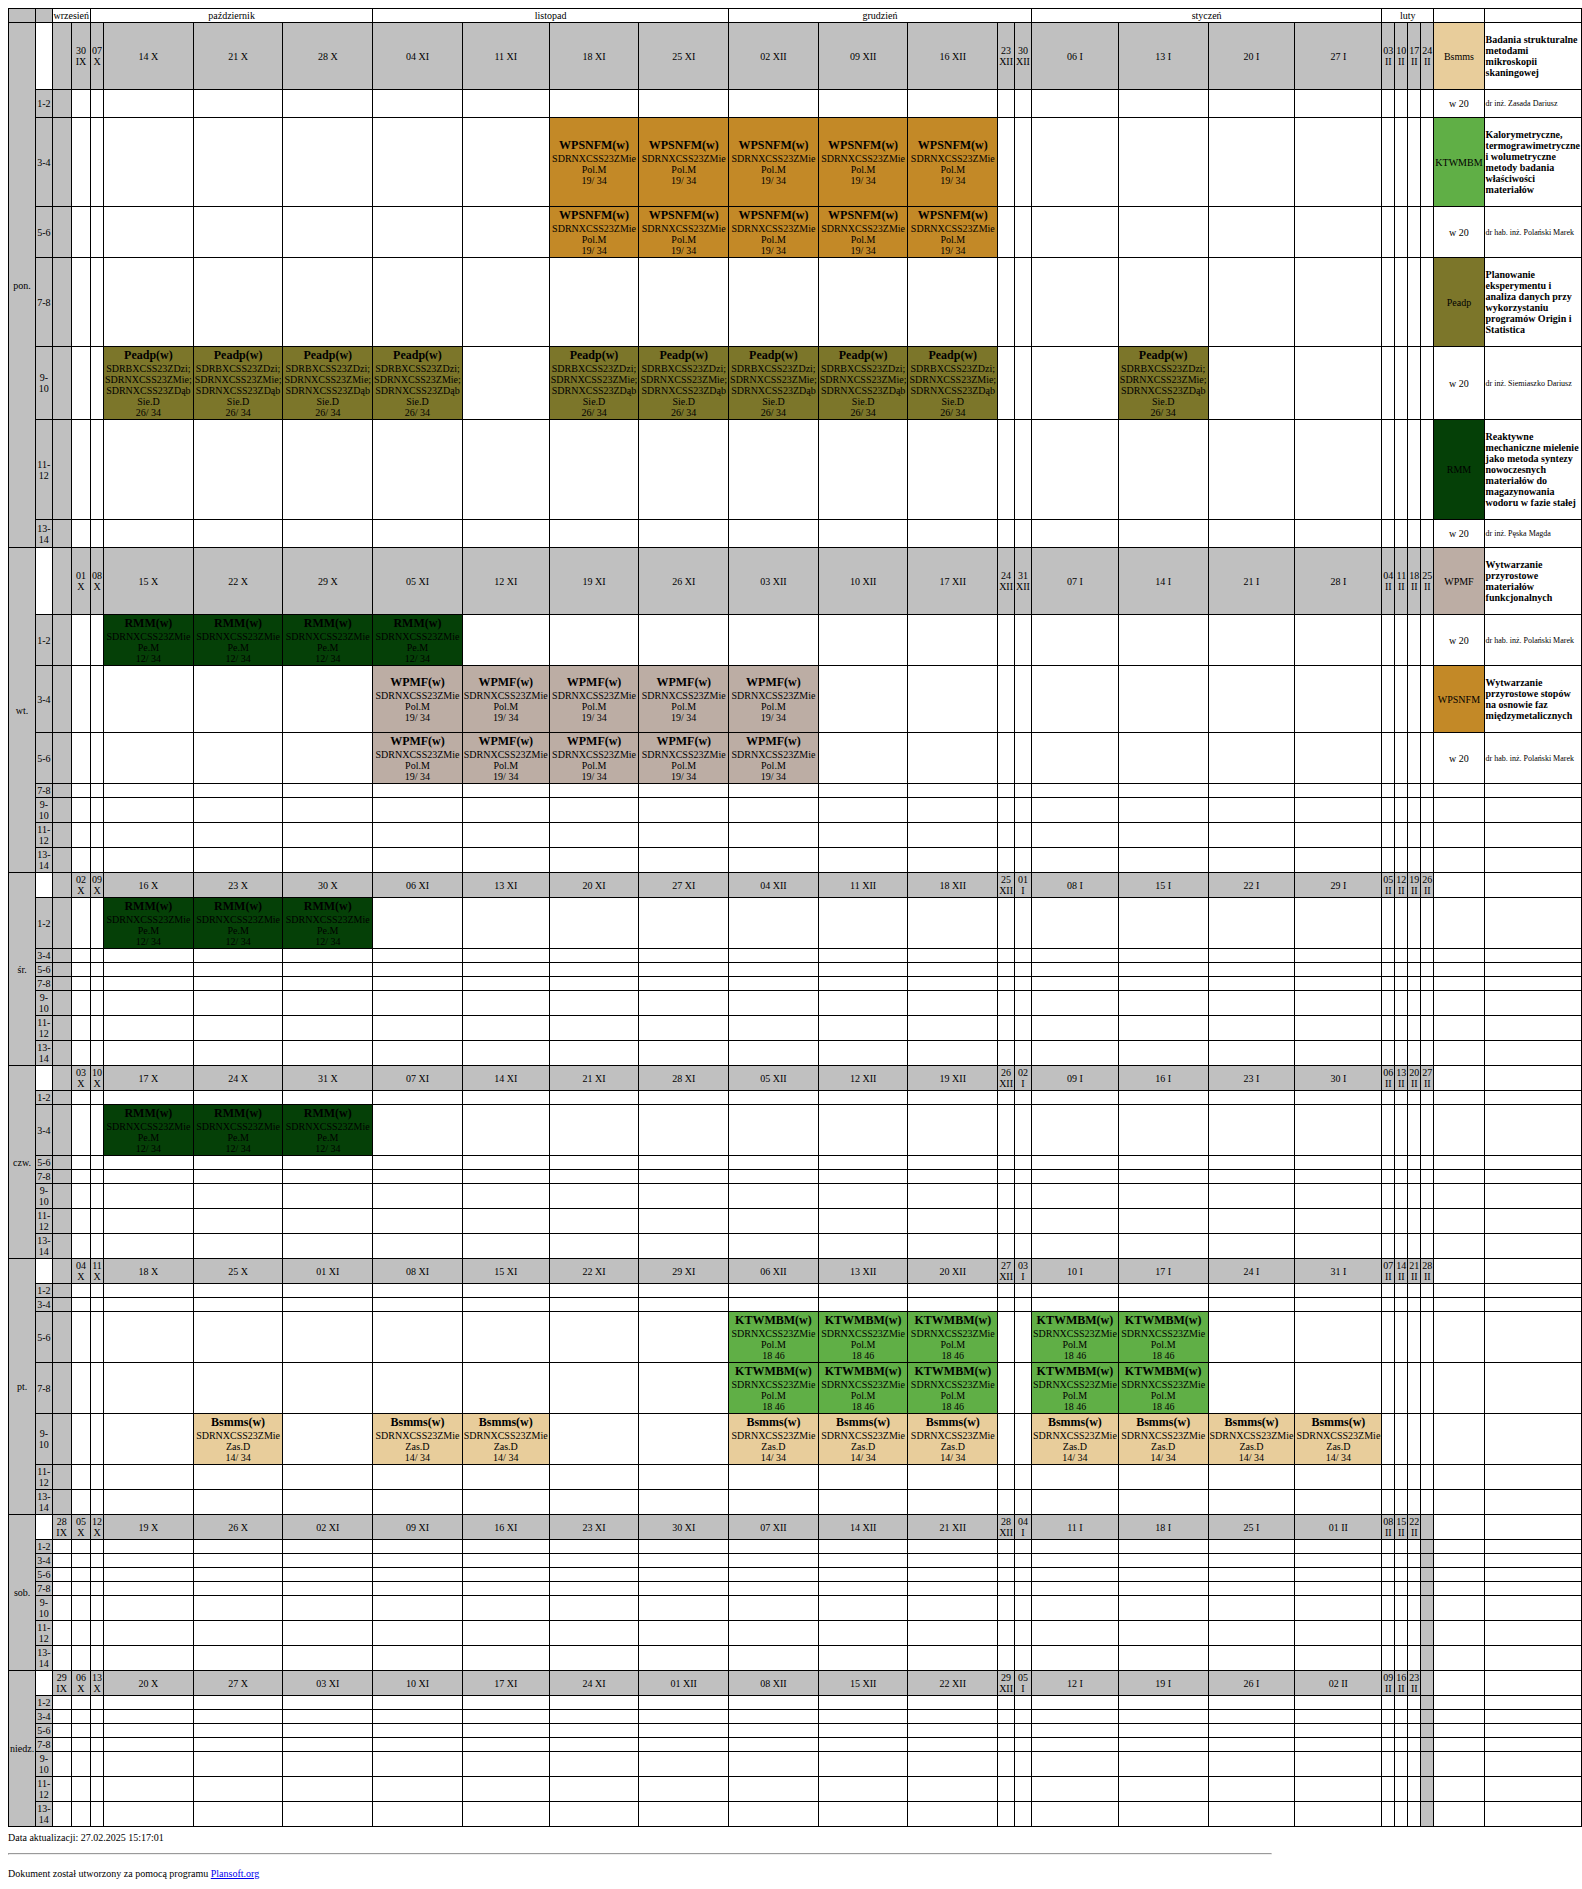 wrzesień październik listopad grudzień styczeń luty
pon.
30 IX 07 X 14 X 21 X 28 X 04 XI 11 XI 18 XI 25 XI 02 XII 09 XII 16 XII 23 XII 30 XII 06 I 13 I 20 I 27 I 03 II 10 II 17 II 24 II Bsmms Badania strukturalne metodami mikroskopii skaningowej
1-2 w 20 dr inż. Zasada Dariusz
3-4 WPSNFM(w) WPSNFM(w) WPSNFM(w) WPSNFM(w) WPSNFM(w) KTWMBM Kalorymetryczne, termograwimetryczne i wolumetryczne metody badania właściwości materiałów
SDRNXCSS23ZMie SDRNXCSS23ZMie SDRNXCSS23ZMie SDRNXCSS23ZMie SDRNXCSS23ZMie
Pol.M Pol.M Pol.M Pol.M Pol.M
19/ 34 19/ 34 19/ 34 19/ 34 19/ 34
5-6 WPSNFM(w) WPSNFM(w) WPSNFM(w) WPSNFM(w) WPSNFM(w) w 20 dr hab. inż. Polański Marek
SDRNXCSS23ZMie SDRNXCSS23ZMie SDRNXCSS23ZMie SDRNXCSS23ZMie SDRNXCSS23ZMie
Pol.M Pol.M Pol.M Pol.M Pol.M
19/ 34 19/ 34 19/ 34 19/ 34 19/ 34
7-8 Peadp Planowanie eksperymentu i analiza danych przy wykorzystaniu programów Origin i Statistica
9-10 Peadp(w) Peadp(w) Peadp(w) Peadp(w) Peadp(w) Peadp(w) Peadp(w) Peadp(w) Peadp(w) Peadp(w) w 20 dr inż. Siemiaszko Dariusz
SDRBXCSS23ZDzi; SDRBXCSS23ZDzi; SDRBXCSS23ZDzi; SDRBXCSS23ZDzi; SDRBXCSS23ZDzi; SDRBXCSS23ZDzi; SDRBXCSS23ZDzi; SDRBXCSS23ZDzi; SDRBXCSS23ZDzi; SDRBXCSS23ZDzi;
SDRNXCSS23ZMie; SDRNXCSS23ZMie; SDRNXCSS23ZMie; SDRNXCSS23ZMie; SDRNXCSS23ZMie; SDRNXCSS23ZMie; SDRNXCSS23ZMie; SDRNXCSS23ZMie; SDRNXCSS23ZMie; SDRNXCSS23ZMie;
SDRNXCSS23ZDąb SDRNXCSS23ZDąb SDRNXCSS23ZDąb SDRNXCSS23ZDąb SDRNXCSS23ZDąb SDRNXCSS23ZDąb SDRNXCSS23ZDąb SDRNXCSS23ZDąb SDRNXCSS23ZDąb SDRNXCSS23ZDąb
Sie.D Sie.D Sie.D Sie.D Sie.D Sie.D Sie.D Sie.D Sie.D Sie.D
26/ 34 26/ 34 26/ 34 26/ 34 26/ 34 26/ 34 26/ 34 26/ 34 26/ 34 26/ 34
11-12 RMM Reaktywne mechaniczne mielenie jako metoda syntezy nowoczesnych materiałów do magazynowania wodoru w fazie stałej
13-14 w 20 dr inż. Pęska Magda
wt.
01 X 08 X 15 X 22 X 29 X 05 XI 12 XI 19 XI 26 XI 03 XII 10 XII 17 XII 24 XII 31 XII 07 I 14 I 21 I 28 I 04 II 11 II 18 II 25 II WPMF Wytwarzanie przyrostowe materiałów funkcjonalnych
1-2 RMM(w) RMM(w) RMM(w) RMM(w) w 20 dr hab. inż. Polański Marek
SDRNXCSS23ZMie SDRNXCSS23ZMie SDRNXCSS23ZMie SDRNXCSS23ZMie
Pe.M Pe.M Pe.M Pe.M
12/ 34 12/ 34 12/ 34 12/ 34
3-4 WPMF(w) WPMF(w) WPMF(w) WPMF(w) WPMF(w) WPSNFM Wytwarzanie przyrostowe stopów na osnowie faz międzymetalicznych
SDRNXCSS23ZMie SDRNXCSS23ZMie SDRNXCSS23ZMie SDRNXCSS23ZMie SDRNXCSS23ZMie
Pol.M Pol.M Pol.M Pol.M Pol.M
19/ 34 19/ 34 19/ 34 19/ 34 19/ 34
5-6 WPMF(w) WPMF(w) WPMF(w) WPMF(w) WPMF(w) w 20 dr hab. inż. Polański Marek
SDRNXCSS23ZMie SDRNXCSS23ZMie SDRNXCSS23ZMie SDRNXCSS23ZMie SDRNXCSS23ZMie
Pol.M Pol.M Pol.M Pol.M Pol.M
19/ 34 19/ 34 19/ 34 19/ 34 19/ 34
7-8
9-10
11-12
13-14
śr.
02 X 09 X 16 X 23 X 30 X 06 XI 13 XI 20 XI 27 XI 04 XII 11 XII 18 XII 25 XII 01 I 08 I 15 I 22 I 29 I 05 II 12 II 19 II 26 II
1-2 RMM(w) RMM(w) RMM(w)
SDRNXCSS23ZMie SDRNXCSS23ZMie SDRNXCSS23ZMie
Pe.M Pe.M Pe.M
12/ 34 12/ 34 12/ 34
3-4
5-6
7-8
9-10
11-12
13-14
czw.
03 X 10 X 17 X 24 X 31 X 07 XI 14 XI 21 XI 28 XI 05 XII 12 XII 19 XII 26 XII 02 I 09 I 16 I 23 I 30 I 06 II 13 II 20 II 27 II
1-2
3-4 RMM(w) RMM(w) RMM(w)
SDRNXCSS23ZMie SDRNXCSS23ZMie SDRNXCSS23ZMie
Pe.M Pe.M Pe.M
12/ 34 12/ 34 12/ 34
5-6
7-8
9-10
11-12
13-14
pt.
04 X 11 X 18 X 25 X 01 XI 08 XI 15 XI 22 XI 29 XI 06 XII 13 XII 20 XII 27 XII 03 I 10 I 17 I 24 I 31 I 07 II 14 II 21 II 28 II
1-2
3-4
5-6 KTWMBM(w) KTWMBM(w) KTWMBM(w) KTWMBM(w) KTWMBM(w)
SDRNXCSS23ZMie SDRNXCSS23ZMie SDRNXCSS23ZMie SDRNXCSS23ZMie SDRNXCSS23ZMie
Pol.M Pol.M Pol.M Pol.M Pol.M
18 46 18 46 18 46 18 46 18 46
7-8 KTWMBM(w) KTWMBM(w) KTWMBM(w) KTWMBM(w) KTWMBM(w)
SDRNXCSS23ZMie SDRNXCSS23ZMie SDRNXCSS23ZMie SDRNXCSS23ZMie SDRNXCSS23ZMie
Pol.M Pol.M Pol.M Pol.M Pol.M
18 46 18 46 18 46 18 46 18 46
9-10 Bsmms(w) Bsmms(w) Bsmms(w) Bsmms(w) Bsmms(w) Bsmms(w) Bsmms(w) Bsmms(w) Bsmms(w) Bsmms(w)
SDRNXCSS23ZMie SDRNXCSS23ZMie SDRNXCSS23ZMie SDRNXCSS23ZMie SDRNXCSS23ZMie SDRNXCSS23ZMie SDRNXCSS23ZMie SDRNXCSS23ZMie SDRNXCSS23ZMie SDRNXCSS23ZMie
Zas.D Zas.D Zas.D Zas.D Zas.D Zas.D Zas.D Zas.D Zas.D Zas.D
14/ 34 14/ 34 14/ 34 14/ 34 14/ 34 14/ 34 14/ 34 14/ 34 14/ 34 14/ 34
11-12
13-14
sob.
28 IX 05 X 12 X 19 X 26 X 02 XI 09 XI 16 XI 23 XI 30 XI 07 XII 14 XII 21 XII 28 XII 04 I 11 I 18 I 25 I 01 II 08 II 15 II 22 II
1-2
3-4
5-6
7-8
9-10
11-12
13-14
niedz.
29 IX 06 X 13 X 20 X 27 X 03 XI 10 XI 17 XI 24 XI 01 XII 08 XII 15 XII 22 XII 29 XII 05 I 12 I 19 I 26 I 02 II 09 II 16 II 23 II
1-2
3-4
5-6
7-8
9-10
11-12
13-14
Data aktualizacji: 27.02.2025 15:17:01
Dokument został utworzony za pomocą programu Plansoft.org